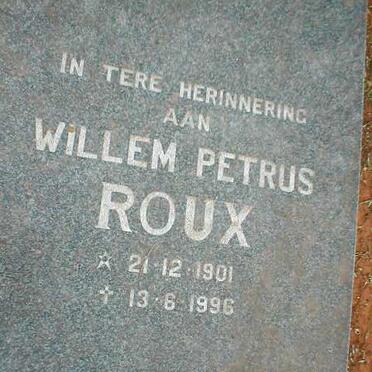 IN TERE HERINNERING
AAN
WILLEM PETRUS
ROUX
☆ 21·12·1901
✝ 13·6·1996